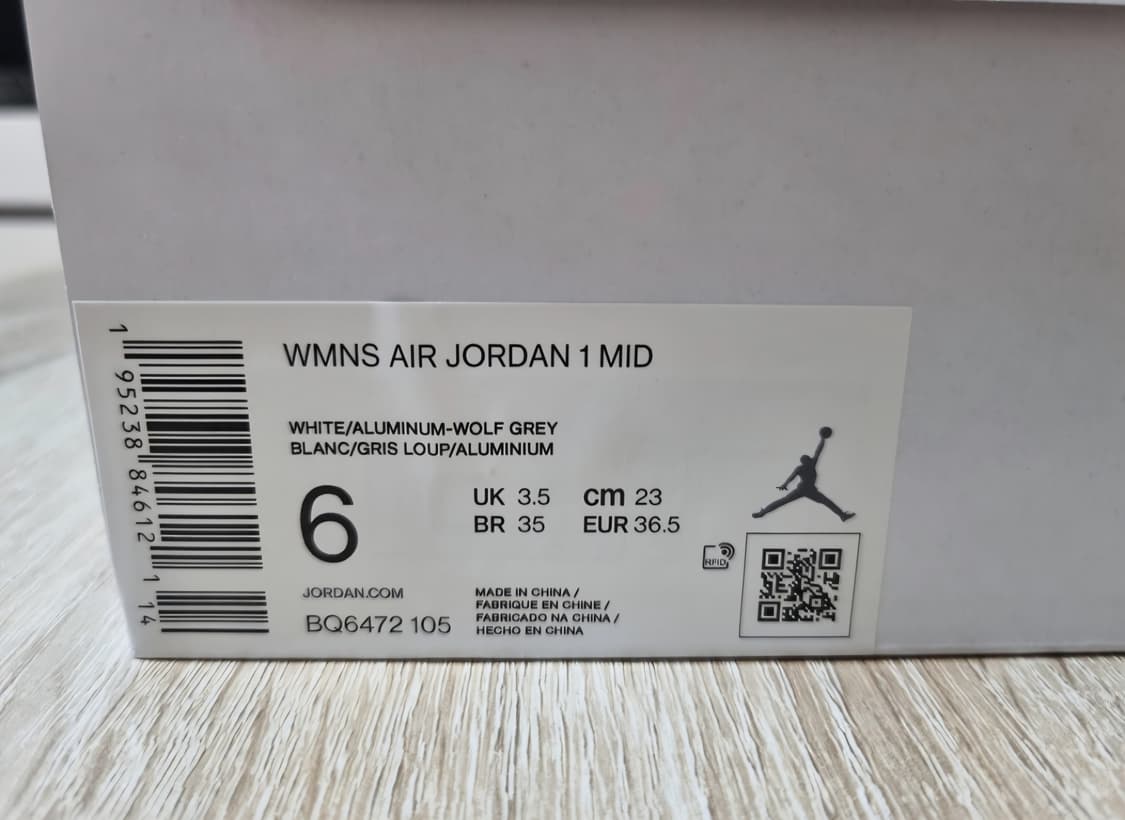 1 95238 84612 1 14
WMNS AIR JORDAN 1 MID
WHITE/ALUMINUM-WOLF GREY
BLANC/GRIS LOUP/ALUMINIUM
6
UK 3.5 cm 23
BR 35 EUR 36.5
RFID
JORDAN.COM
BQ6472 105
MADE IN CHINA /
FABRIQUE EN CHINE /
FABRICADO NA CHINA /
HECHO EN CHINA